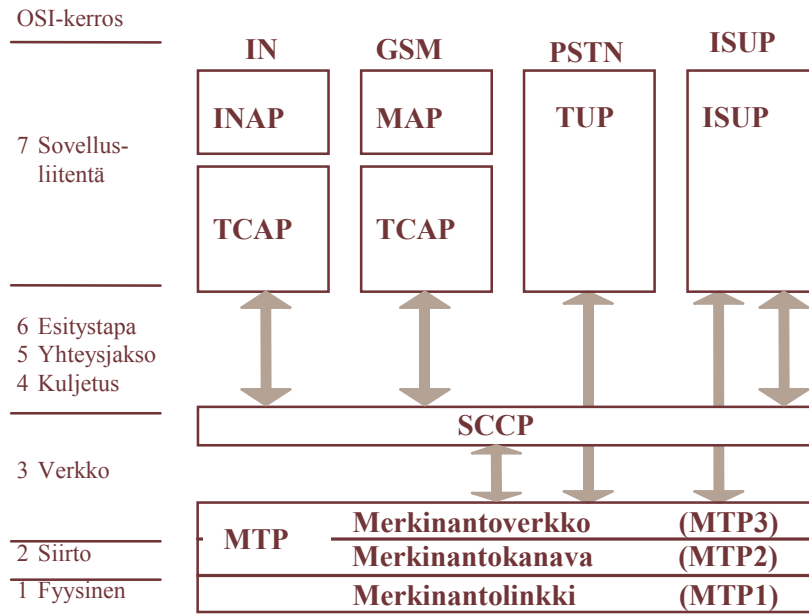 OSI-kerros
IN GSM PSTN ISUP
INAP MAP TUP ISUP
7 Sovellus-
liitentä
TCAP TCAP
6 Esitystapa
5 Yhteysjakso
4 Kuljetus
SCCP
3 Verkko
MTP Merkinantoverkko (MTP3)
2 Siirto Merkinantokanava (MTP2)
1 Fyysinen Merkinantolinkki (MTP1)